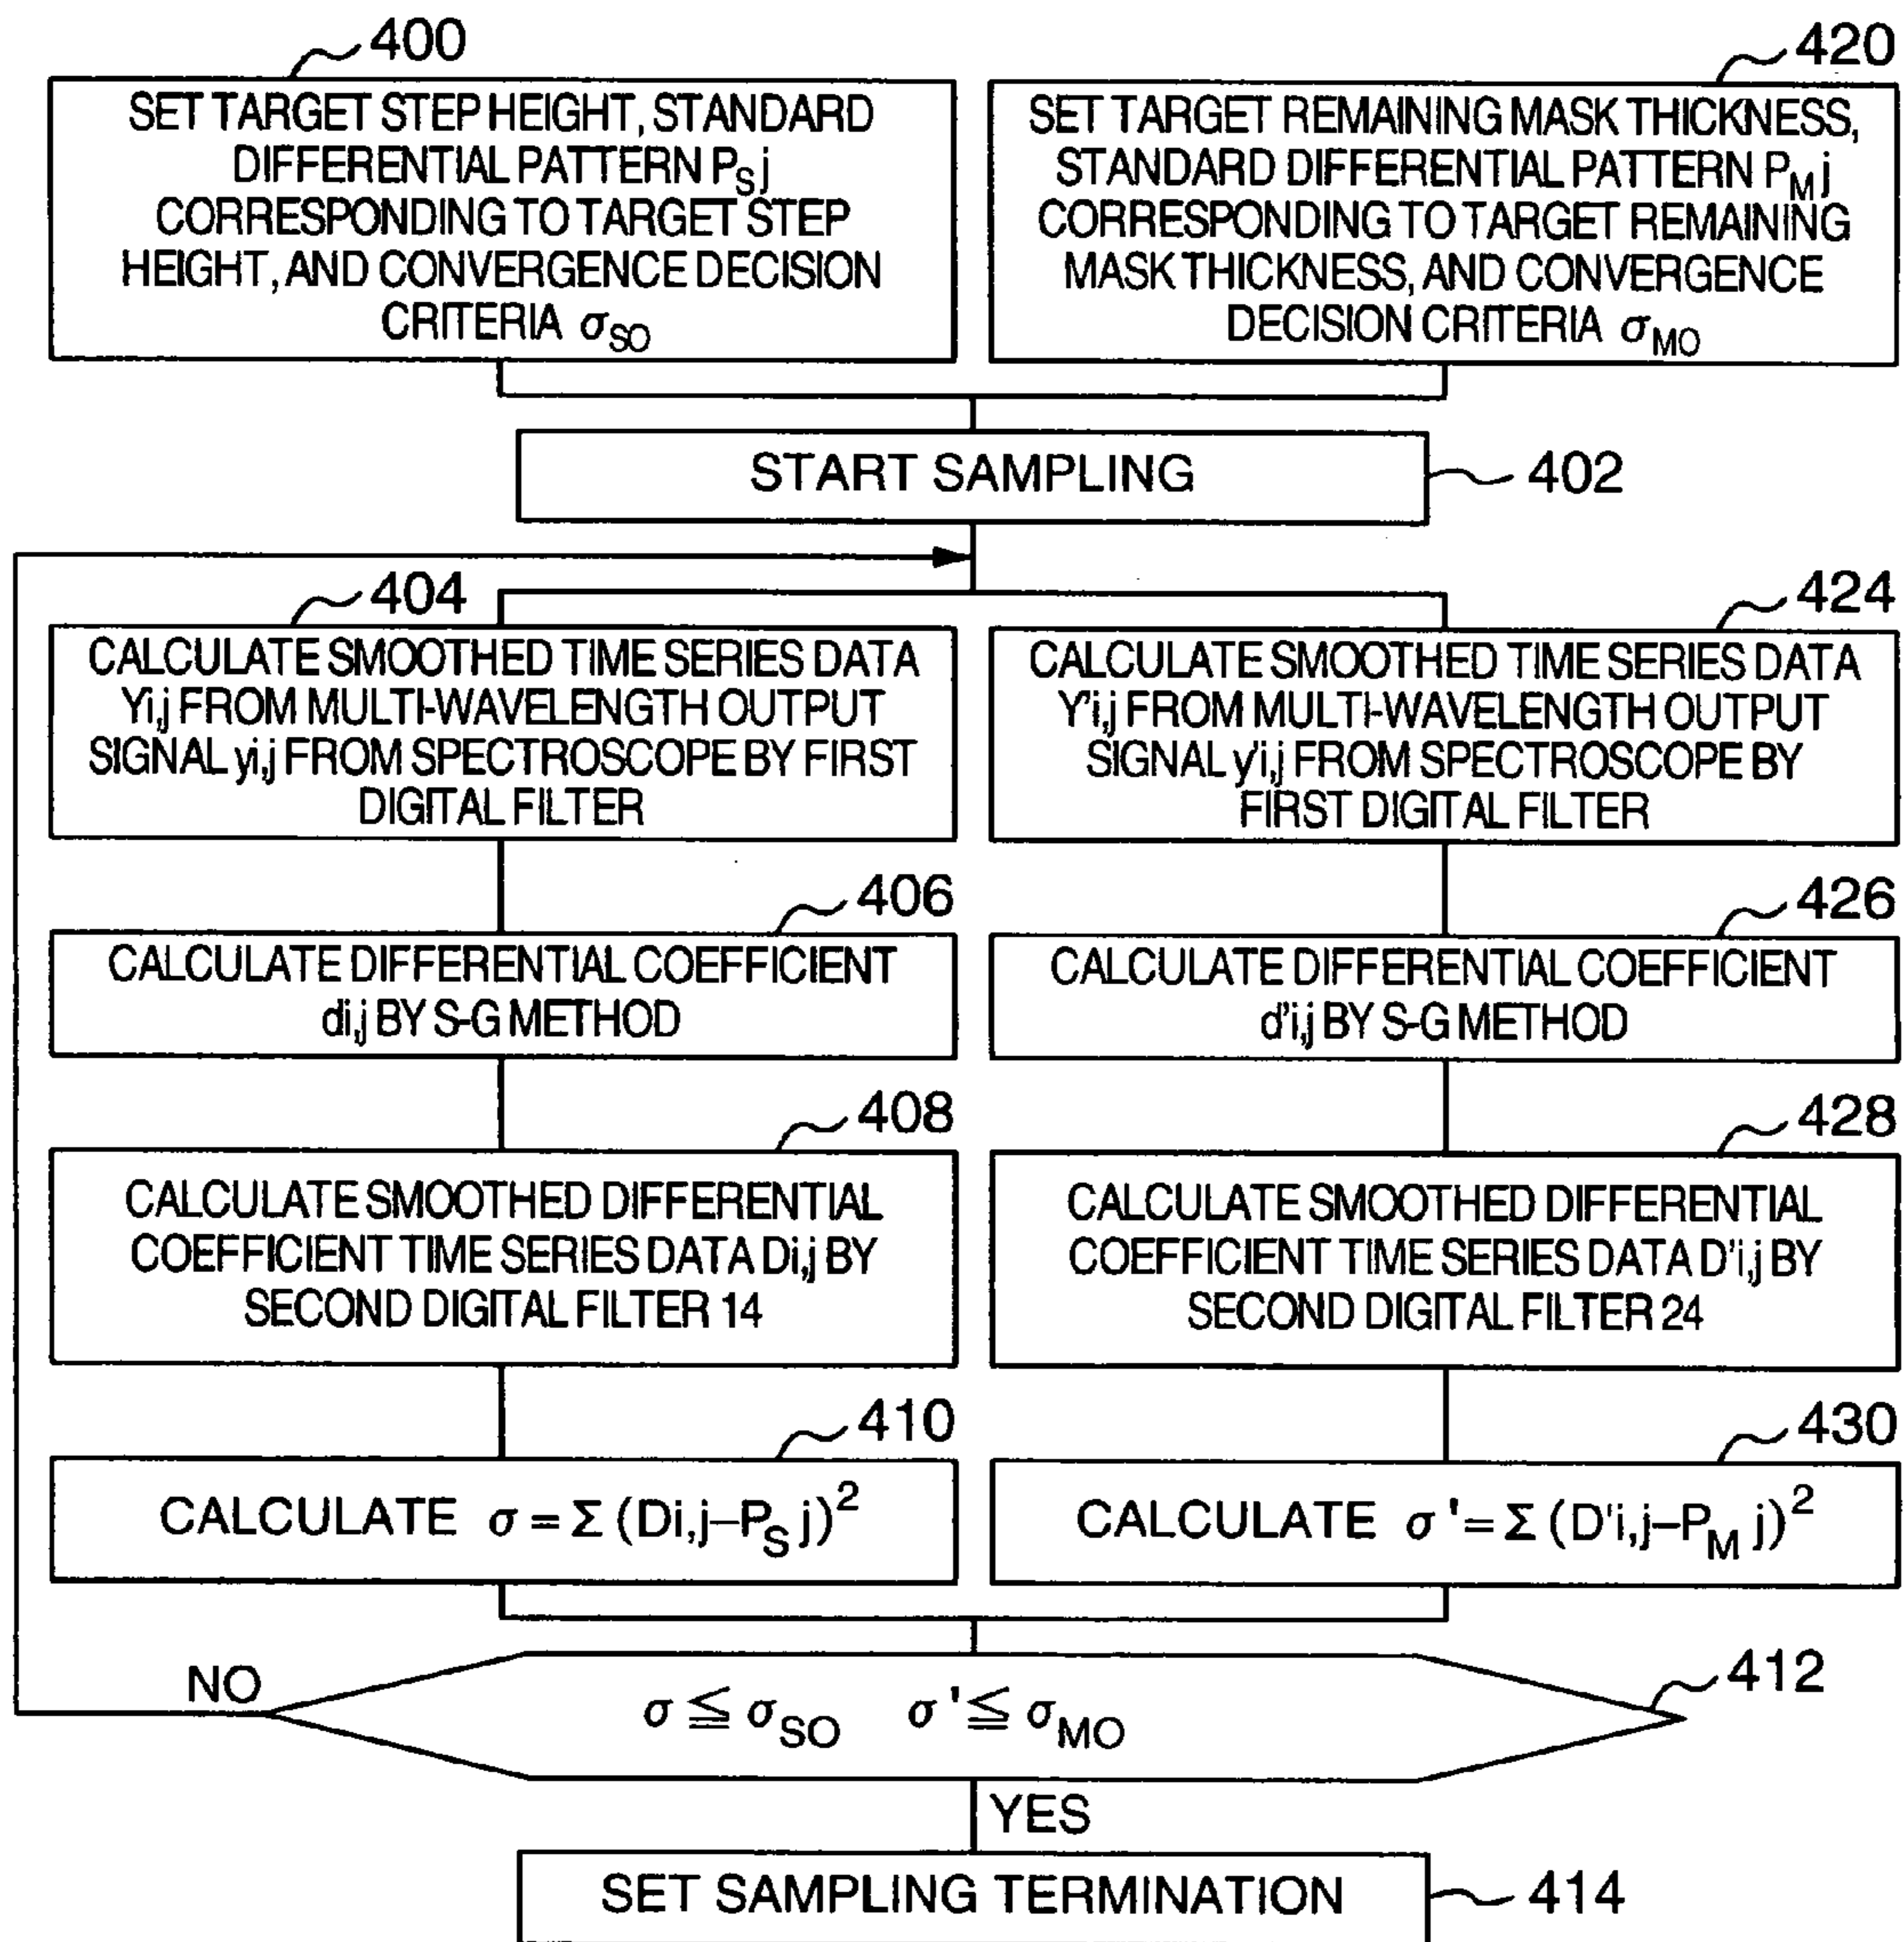 400
SET TARGET STEP HEIGHT, STANDARD
DIFFERENTIAL PATTERN PSj
CORRESPONDING TO TARGET STEP
HEIGHT, AND CONVERGENCE DECISION
CRITERIA σSO
420
SET TARGET REMAINING MASK THICKNESS,
STANDARD DIFFERENTIAL PATTERN PMj
CORRESPONDING TO TARGET REMAINING
MASK THICKNESS, AND CONVERGENCE
DECISION CRITERIA σMO
START SAMPLING
402
404
CALCULATE SMOOTHED TIME SERIES DATA
Yi,j FROM MULTI-WAVELENGTH OUTPUT
SIGNAL yi,j FROM SPECTROSCOPE BY FIRST
DIGITAL FILTER
424
CALCULATE SMOOTHED TIME SERIES DATA
Y'i,j FROM MULTI-WAVELENGTH OUTPUT
SIGNAL y'i,j FROM SPECTROSCOPE BY
FIRST DIGITAL FILTER
406
CALCULATE DIFFERENTIAL COEFFICIENT
di,j BY S-G METHOD
426
CALCULATE DIFFERENTIAL COEFFICIENT
d'i,j BY S-G METHOD
408
CALCULATE SMOOTHED DIFFERENTIAL
COEFFICIENT TIME SERIES DATA Di,j BY
SECOND DIGITAL FILTER 14
428
CALCULATE SMOOTHED DIFFERENTIAL
COEFFICIENT TIME SERIES DATA D'i,j BY
SECOND DIGITAL FILTER 24
410
CALCULATE σ = Σ (Di,j–PS j)²
430
CALCULATE σ '= Σ (D'i,j–PM j)²
NO
σ ≦ σSO σ '≦ σMO
412
YES
SET SAMPLING TERMINATION
414